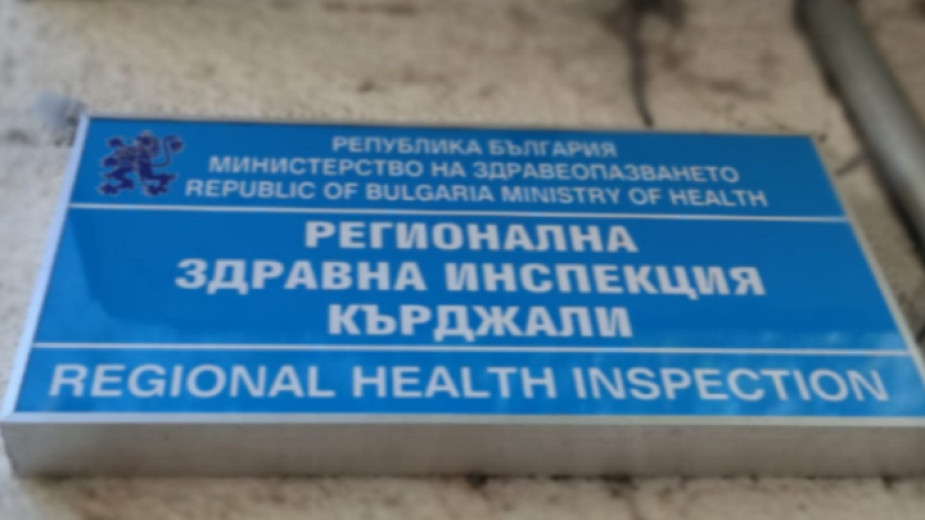 РЕПУБЛИКА БЪЛГАРИЯ
МИНИСТЕРСТВО НА ЗДРАВЕОПАЗВАНЕТО
REPUBLIC OF BULGARIA MINISTRY OF HEALTH
РЕГИОНАЛНА
ЗДРАВНА ИНСПЕКЦИЯ
КЪРДЖАЛИ
REGIONAL HEALTH INSPECTION